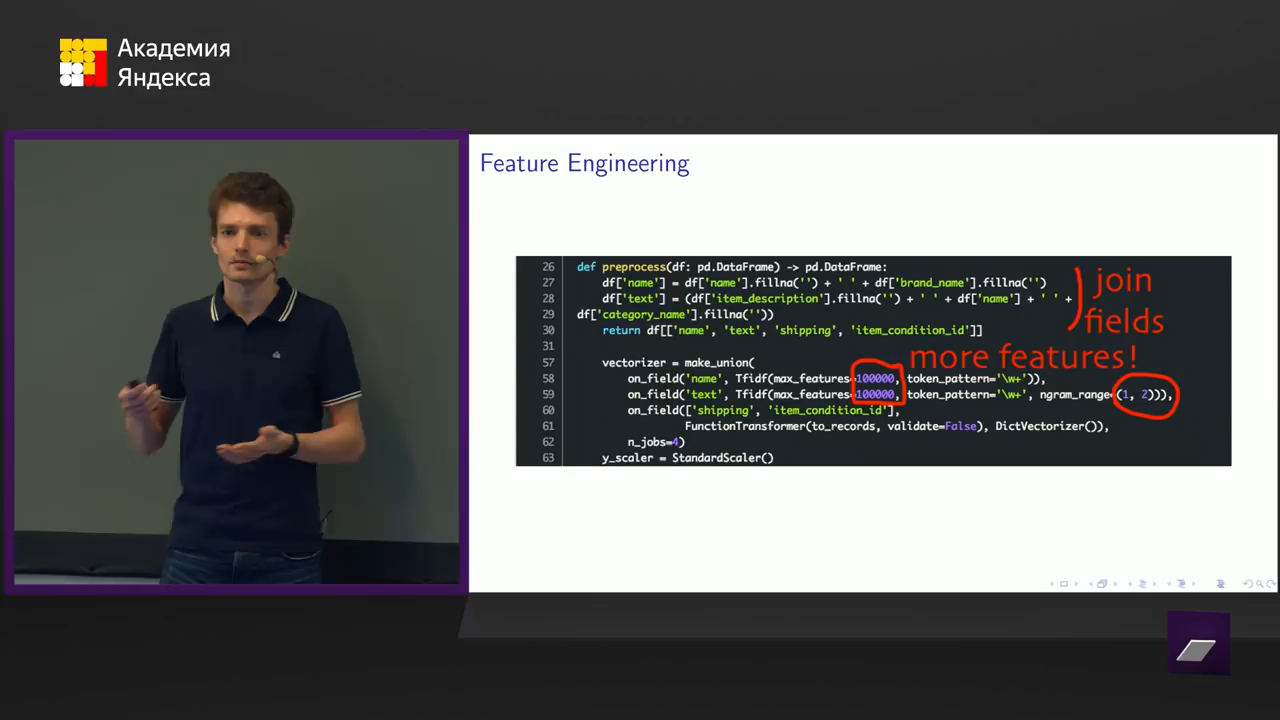 Академия
Яндекса
Feature Engineering
26 def preprocess(df: pd.DataFrame) -> pd.DataFrame:
27 df['name'] = df['name'].fillna('') + ' ' + df['brand_name'].fillna('')
28 df['text'] = (df['item_description'].fillna('') + ' ' + df['name'] + ' ' +
29 df['category_name'].fillna(''))
30 return df[['name', 'text', 'shipping', 'item_condition_id']]
31
join
fields
more features!
57 vectorizer = make_union(
58 on_field('name', Tfidf(max_features=100000, token_pattern='\w+')),
59 on_field('text', Tfidf(max_features=100000, token_pattern='\w+', ngram_range=(1, 2))),
60 on_field(['shipping', 'item_condition_id'],
61 FunctionTransformer(to_records, validate=False), DictVectorizer()),
62 n_jobs=4)
63 y_scaler = StandardScaler()